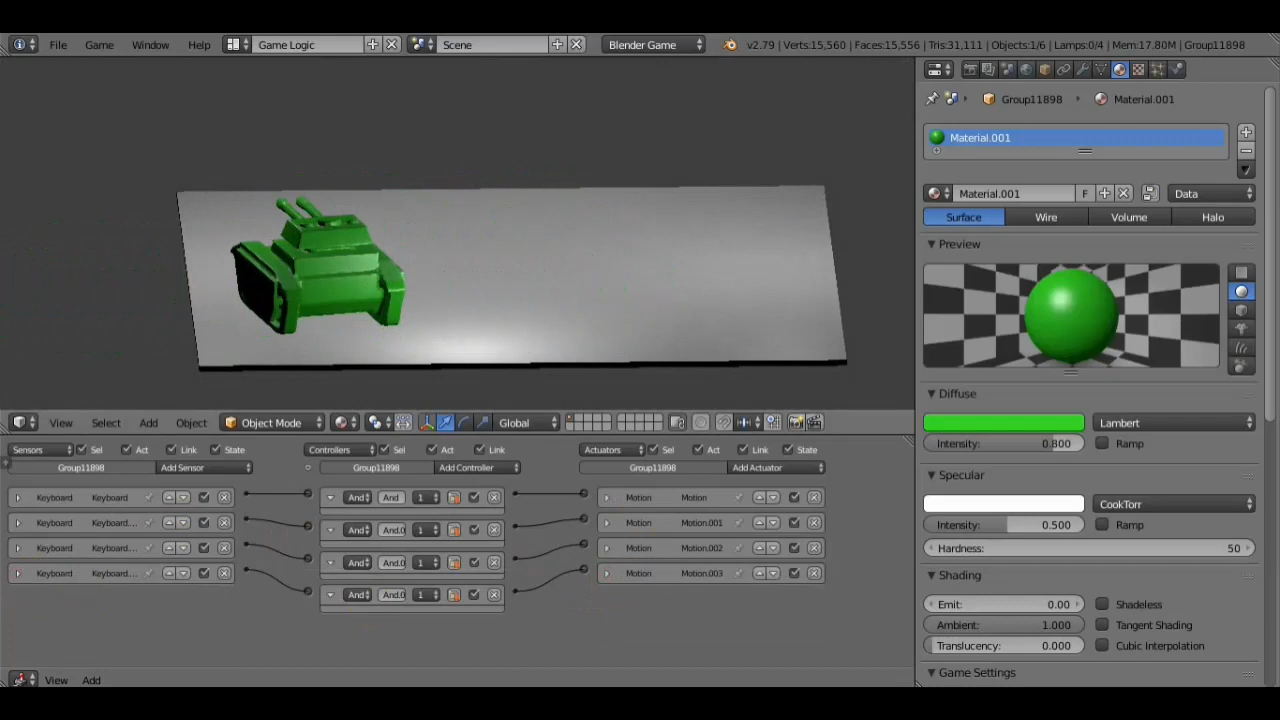 File Game Window Help Game Logic Scene Blender Game v2.79 | Verts:15,560 | Faces:15,556 | Tris:31,111 | Objects:1/6 | Lamps:0/4 | Mem:17.80M | Group11898
Group11898 Material.001
Material.001
Material.001 F Data
Surface Wire Volume Halo
Preview
Diffuse
Lambert
Intensity: 0.800 Ramp
Specular
CookTorr
Intensity: 0.500 Ramp
Hardness: 50
Shading
Emit: 0.00 Shadeless
Ambient: 1.000 Tangent Shading
Translucency: 0.000 Cubic Interpolation
Game Settings
View Select Add Object Object Mode Global
Sensors Sel Act Link State Controllers Sel Act Link Actuators Sel Act Link State
Group11898 Add Sensor Group11898 Add Controller Group11898 Add Actuator
Keyboard Keyboard And And 1 Motion Motion
Keyboard Keyboard... And And.0 1 Motion Motion.001
Keyboard Keyboard... And And.0 1 Motion Motion.002
Keyboard Keyboard... And And.0 1 Motion Motion.003
View Add